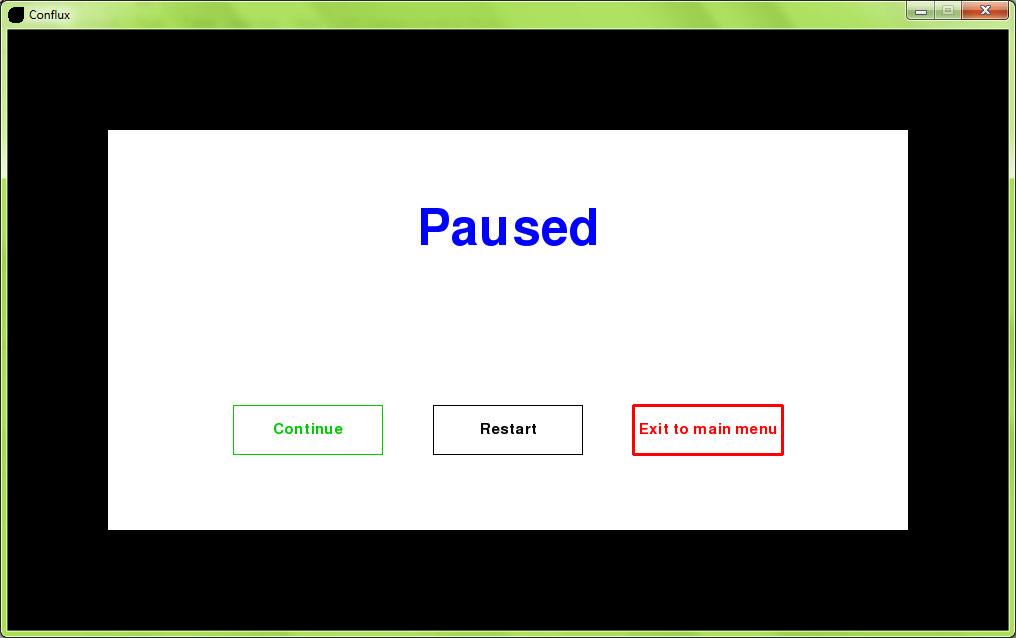 Conflux
Paused
Continue
Restart
Exit to main menu